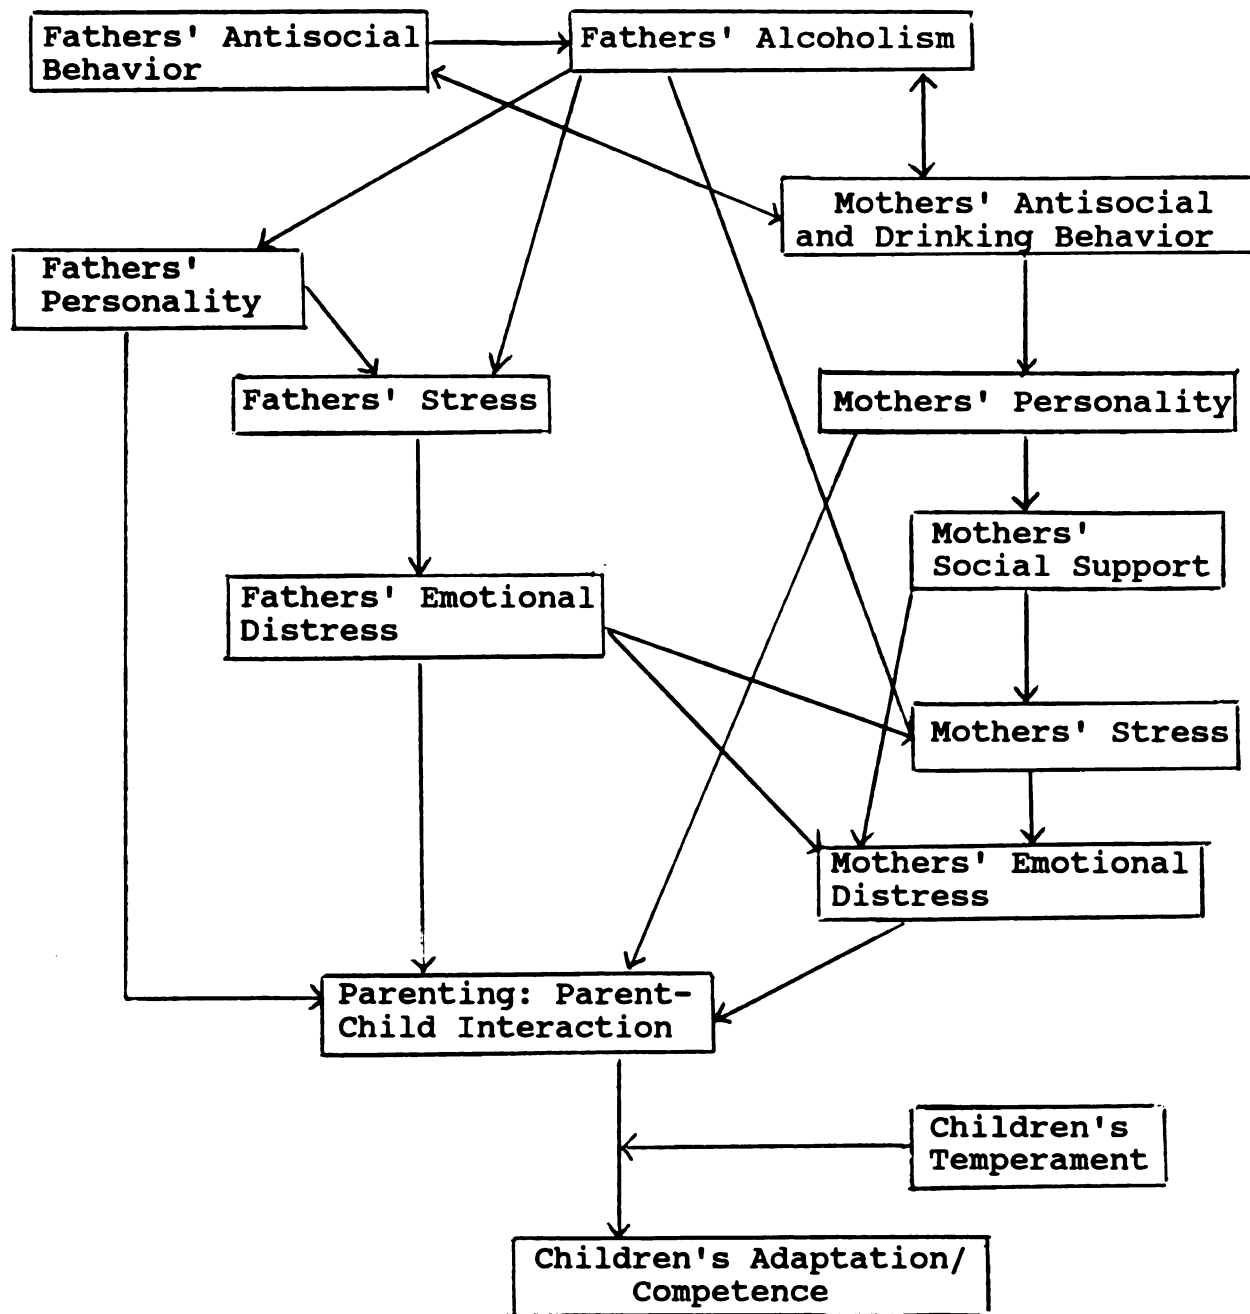 Fathers' Antisocial
Behavior
Fathers' Alcoholism
Mothers' Antisocial
and Drinking Behavior
Fathers'
Personality
Fathers' Stress
Mothers' Personality
Mothers'
Social Support
Fathers' Emotional
Distress
Mothers' Stress
Mothers' Emotional
Distress
Parenting: Parent-
Child Interaction
Children's
Temperament
Children's Adaptation/
Competence